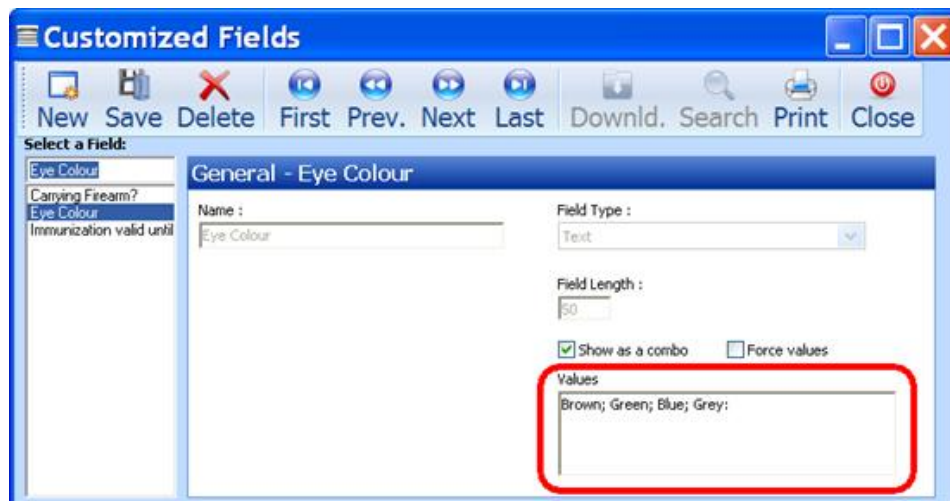 Customized Fields
New Save Delete First Prev. Next Last Downld. Search Print Close
Select a Field:
Eye Colour
Carrying Firearm?
Eye Colour
Immunization valid until
General - Eye Colour
Name :
Eye Colour
Field Type :
Text
Field Length :
50
Show as a combo
Force values
Values
Brown; Green; Blue; Grey: